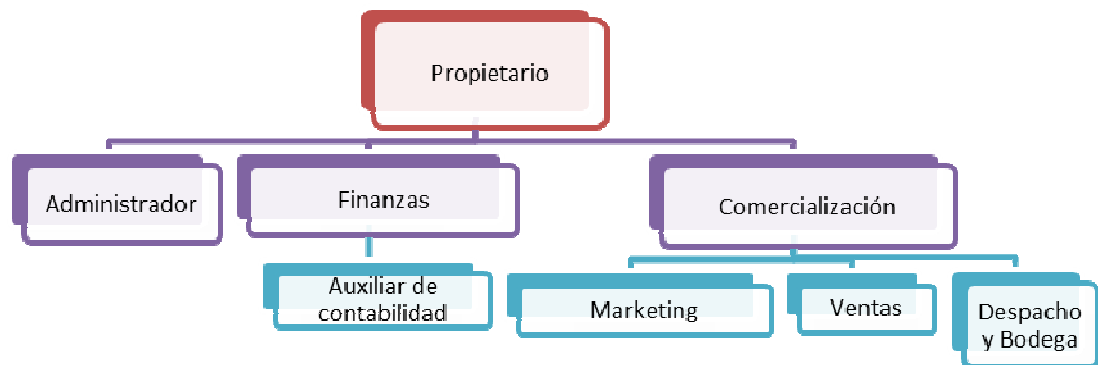 Propietario
Administrador
Finanzas
Comercialización
Auxiliar de
contabilidad
Marketing
Ventas
Despacho
y Bodega